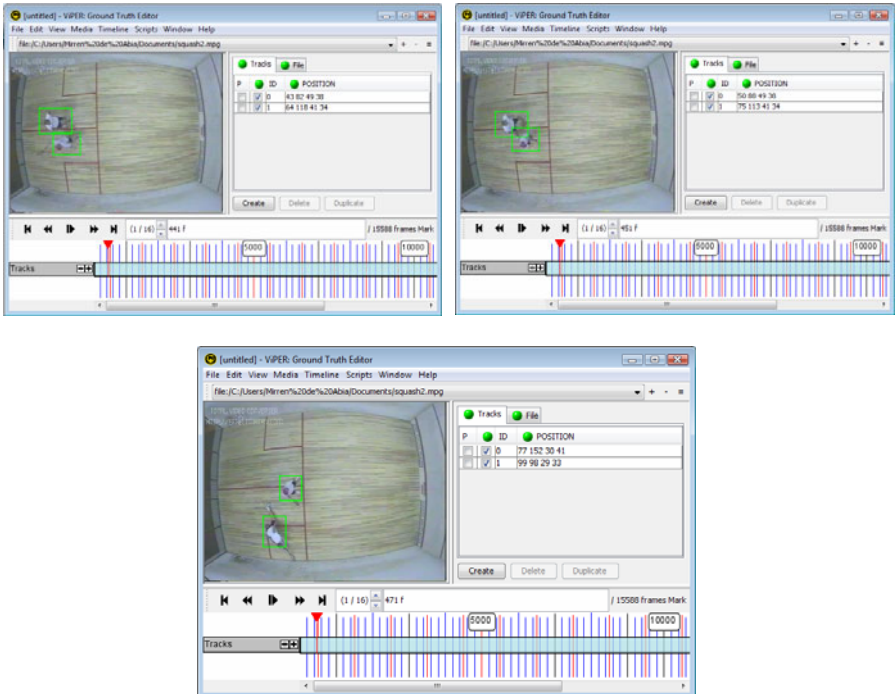 [untitled] - ViPER: Ground Truth Editor
File Edit View Media Timeline Scripts Window Help
file:/C:/Users/Mirren%20de%20Abia/Documents/squash2.mpg
+ - ≡
Tracks File
P ID POSITION
0 43 82 49 38
1 64 118 41 34
Create Delete Duplicate
(1 / 16) 441 f / 15588 frames Mark
5000 10000
Tracks
[untitled] - ViPER: Ground Truth Editor
File Edit View Media Timeline Scripts Window Help
file:/C:/Users/Mirren%20de%20Abia/Documents/squash2.mpg
+ - ≡
Tracks File
P ID POSITION
0 50 88 49 38
1 75 113 41 34
Create Delete Duplicate
(1 / 16) 451 f / 15588 frames Mark
5000 10000
Tracks
[untitled] - ViPER: Ground Truth Editor
File Edit View Media Timeline Scripts Window Help
file:/C:/Users/Mirren%20de%20Abia/Documents/squash2.mpg
+ - ≡
Tracks File
P ID POSITION
0 77 152 30 41
1 99 98 29 33
Create Delete Duplicate
(1 / 16) 471 f / 15588 frames Mark
5000 10000
Tracks